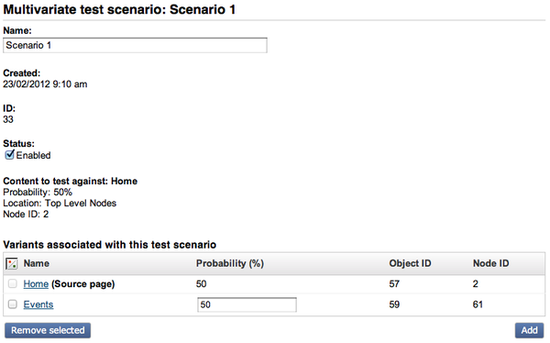 Multivariate test scenario: Scenario 1
Name:
Scenario 1
Created:
23/02/2012 9:10 am
ID:
33
Status:
Enabled
Content to test against: Home
Probability: 50%
Location: Top Level Nodes
Node ID: 2
Variants associated with this test scenario
Name Probability (%) Object ID Node ID
Home (Source page) 50 57 2
Events 50 59 61
Remove selected Add